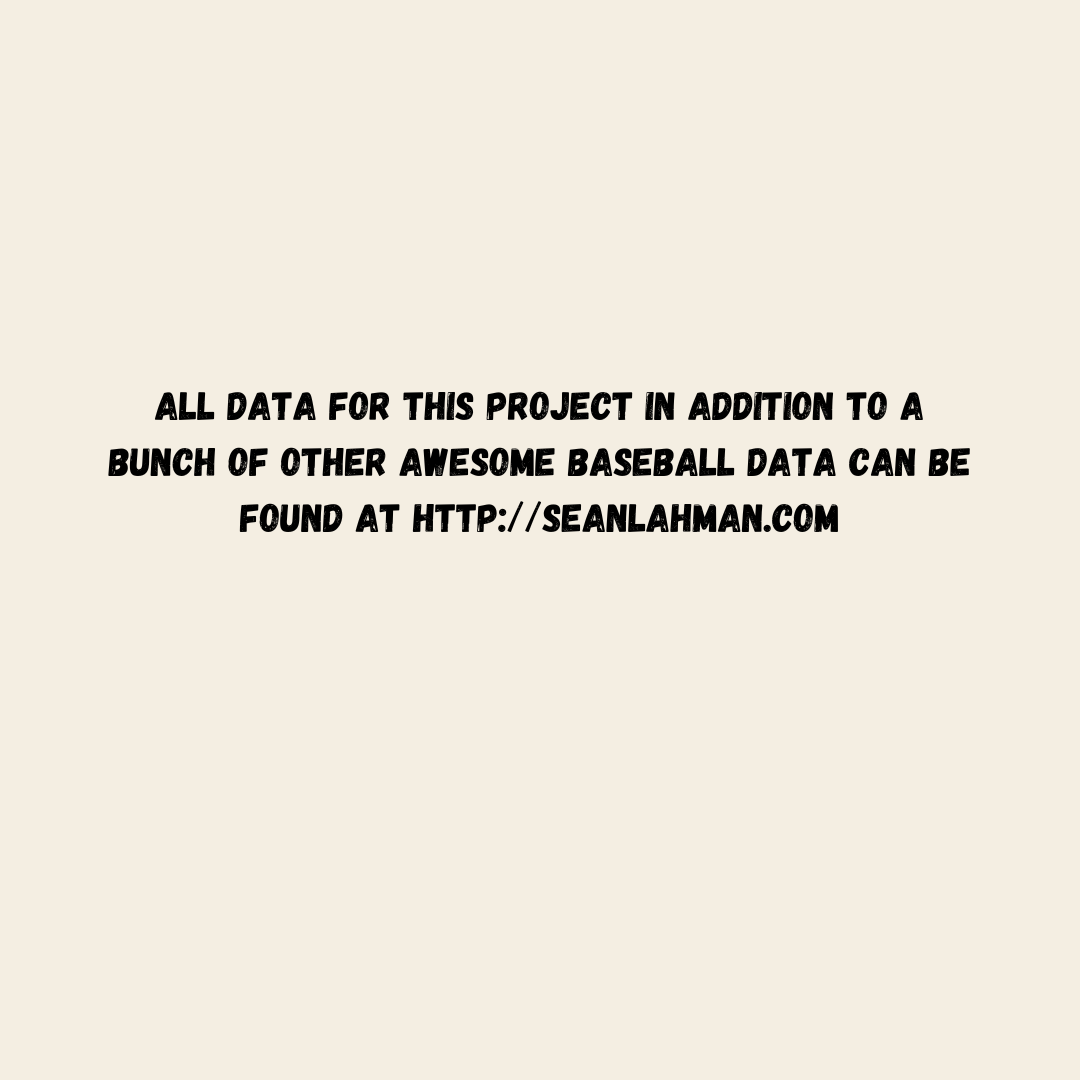 ALL DATA FOR THIS PROJECT IN ADDITION TO A
BUNCH OF OTHER AWESOME BASEBALL DATA CAN BE
FOUND AT HTTP://SEANLAHMAN.COM